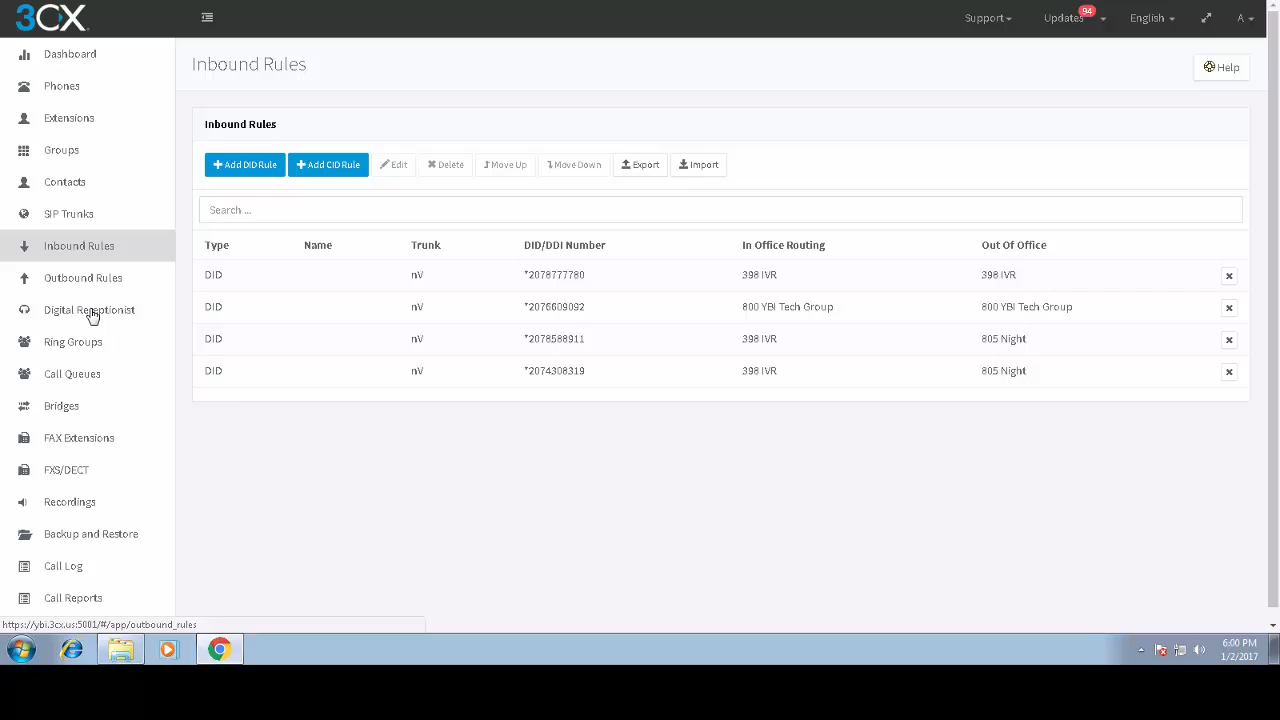 3CX
Support
Updates
94
English
A
Dashboard
Phones
Extensions
Groups
Contacts
SIP Trunks
Inbound Rules
Outbound Rules
Digital Receptionist
Ring Groups
Call Queues
Bridges
FAX Extensions
FXS/DECT
Recordings
Backup and Restore
Call Log
Call Reports
Inbound Rules
Help
Inbound Rules
Add DID Rule Add CID Rule Edit Delete Move Up Move Down Export Import
Search ...
Type Name Trunk DID/DDI Number In Office Routing Out Of Office
DID nV *2078777780 398 IVR 398 IVR
DID nV *2076609092 800 YBI Tech Group 800 YBI Tech Group
DID nV *2078588911 398 IVR 805 Night
DID nV *2074308319 398 IVR 805 Night
https://ybi.3cx.us:5001/#/app/outbound_rules
6:00 PM
1/2/2017